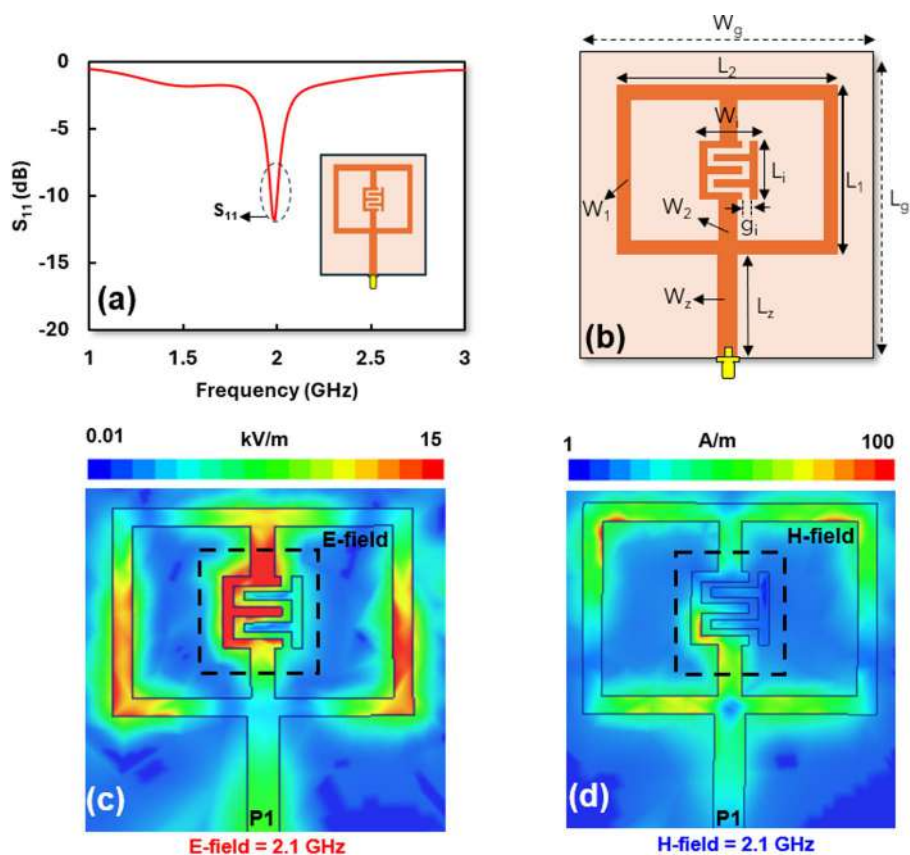 0
-5
-10
-15
-20
S11 (dB)
S11
(a)
1
1.5
2
2.5
3
Frequency (GHz)
Wg
L2
Wi
Li
L1
Lg
W1
W2
gi
Wz
Lz
(b)
0.01 kV/m 15
E-field
(c)
P1
E-field = 2.1 GHz
1 A/m 100
H-field
(d)
P1
H-field = 2.1 GHz